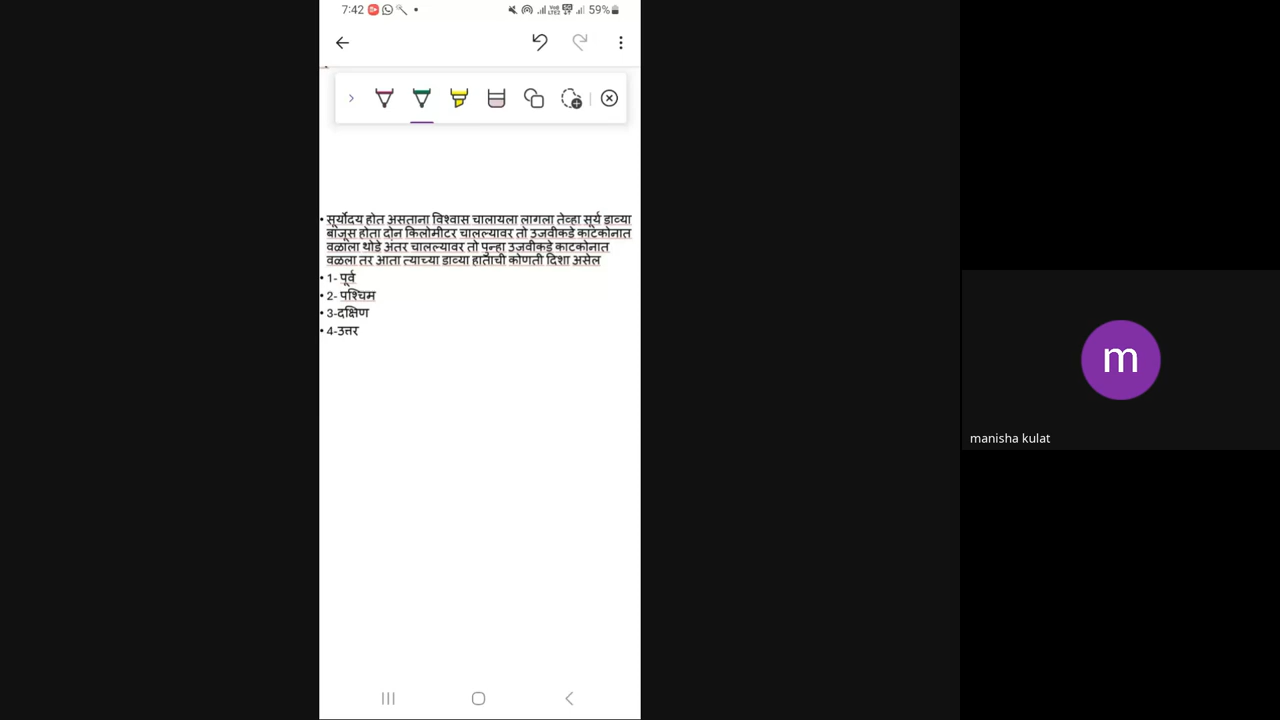 7:42
59%
• सूर्योदय होत असताना विश्वास चालायला लागला तेव्हा सूर्य डाव्या
बाजूस होता दोन किलोमीटर चालल्यावर तो उजवीकडे काटकोनात
वळाला थोडे अंतर चालल्यावर तो पुन्हा उजवीकडे काटकोनात
वळला तर आता त्याच्या डाव्या हाताची कोणती दिशा असेल
• 1- पूर्व
• 2- पश्चिम
• 3-दक्षिण
• 4-उत्तर
m
manisha kulat